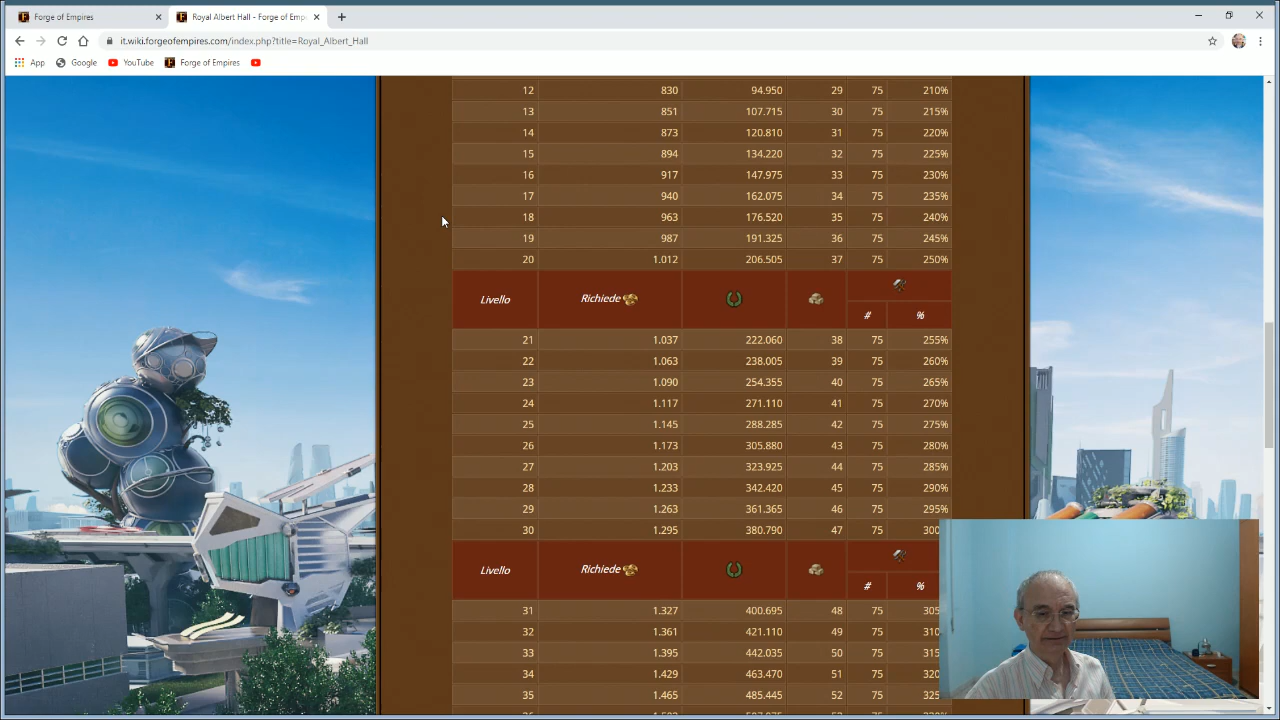 Forge of Empires
Royal Albert Hall - Forge of Emp
it.wiki.forgeofempires.com/index.php?title=Royal_Albert_Hall
App Google YouTube Forge of Empires
12 830 94.950 29 75 210%
13 851 107.715 30 75 215%
14 873 120.810 31 75 220%
15 894 134.220 32 75 225%
16 917 147.975 33 75 230%
17 940 162.075 34 75 235%
18 963 176.520 35 75 240%
19 987 191.325 36 75 245%
20 1.012 206.505 37 75 250%
Livello Richiede
# %
21 1.037 222.060 38 75 255%
22 1.063 238.005 39 75 260%
23 1.090 254.355 40 75 265%
24 1.117 271.110 41 75 270%
25 1.145 288.285 42 75 275%
26 1.173 305.880 43 75 280%
27 1.203 323.925 44 75 285%
28 1.233 342.420 45 75 290%
29 1.263 361.365 46 75 295%
30 1.295 380.790 47 75 300
Livello Richiede
# %
31 1.327 400.695 48 75 305
32 1.361 421.110 49 75 310
33 1.395 442.035 50 75 315
34 1.429 463.470 51 75 320
35 1.465 485.445 52 75 325